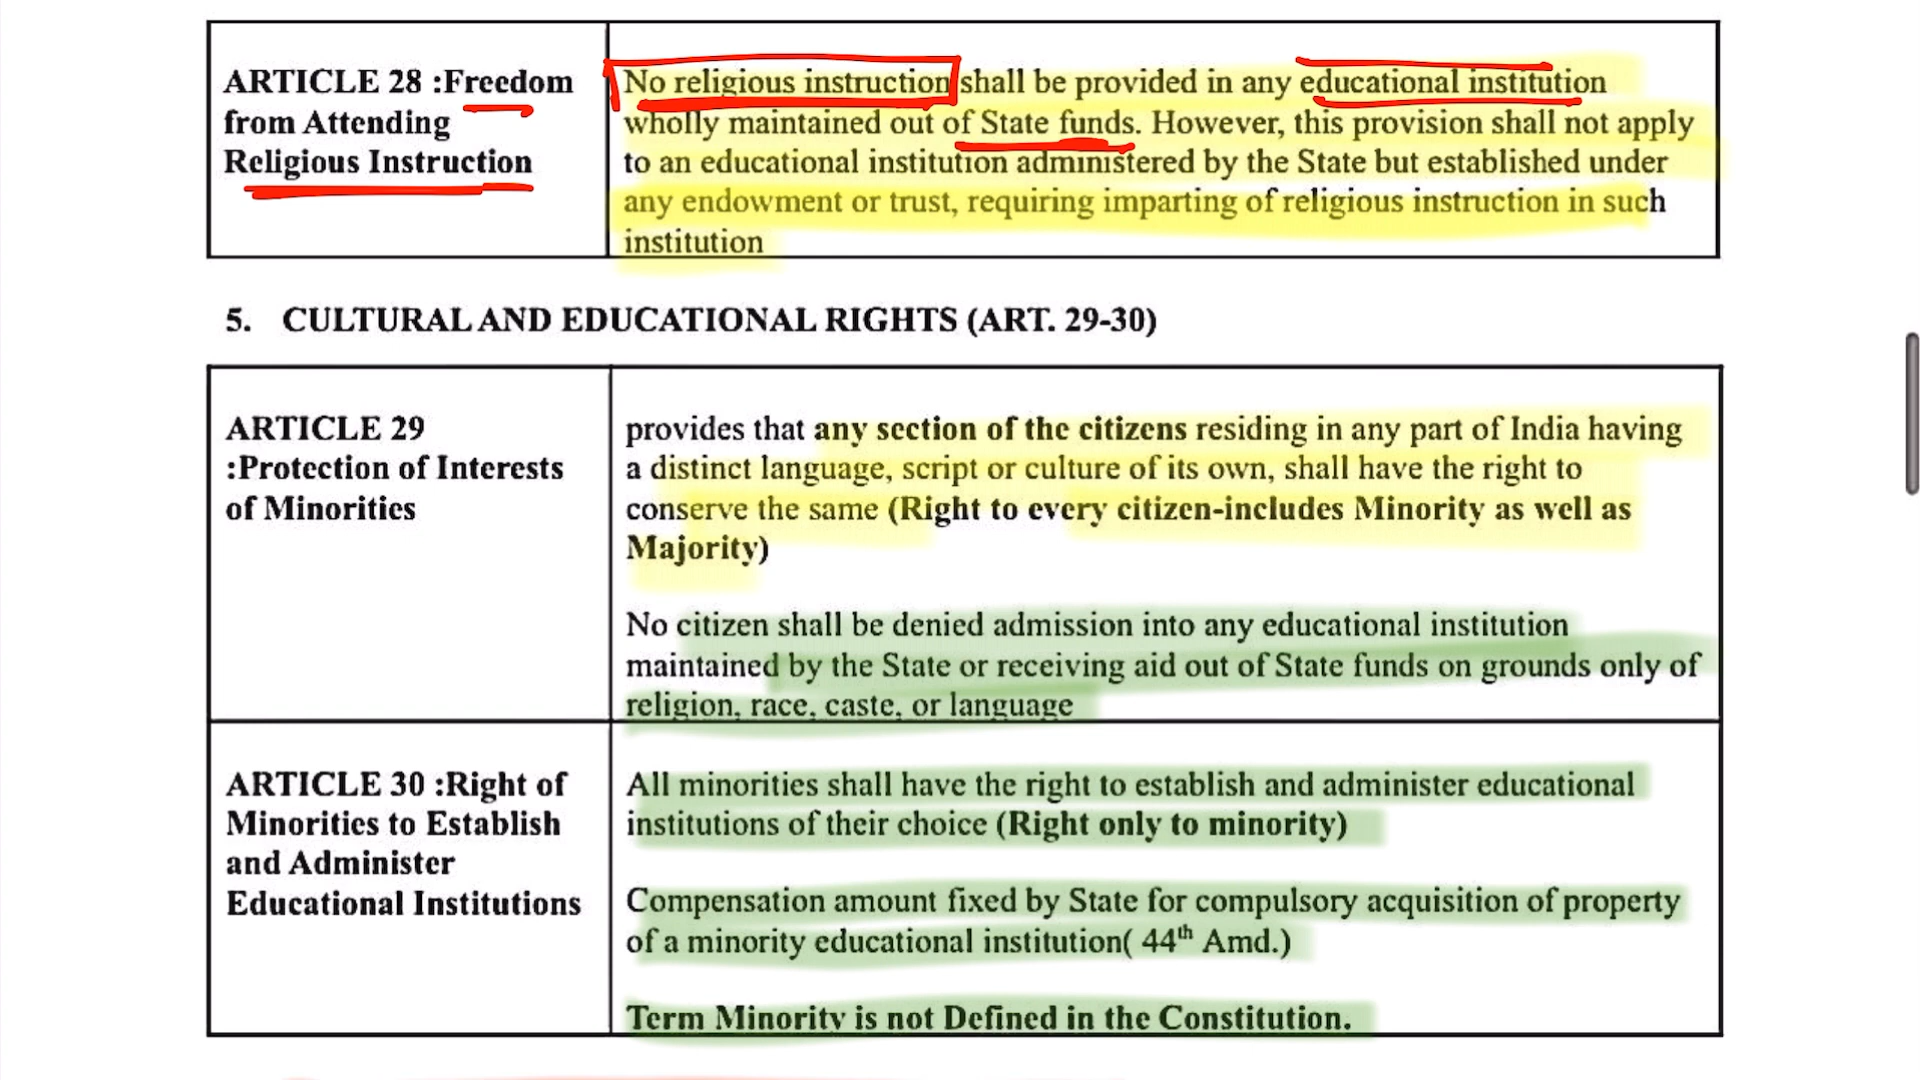 ARTICLE 28 :Freedom
from Attending
Religious Instruction
No religious instruction shall be provided in any educational institution
wholly maintained out of State funds. However, this provision shall not apply
to an educational institution administered by the State but established under
any endowment or trust, requiring imparting of religious instruction in such
institution
5. CULTURAL AND EDUCATIONAL RIGHTS (ART. 29-30)
ARTICLE 29
:Protection of Interests
of Minorities
provides that any section of the citizens residing in any part of India having
a distinct language, script or culture of its own, shall have the right to
conserve the same (Right to every citizen-includes Minority as well as
Majority)
No citizen shall be denied admission into any educational institution
maintained by the State or receiving aid out of State funds on grounds only of
religion, race, caste, or language
ARTICLE 30 :Right of
Minorities to Establish
and Administer
Educational Institutions
All minorities shall have the right to establish and administer educational
institutions of their choice (Right only to minority)
Compensation amount fixed by State for compulsory acquisition of property
of a minority educational institution( 44th Amd.)
Term Minority is not Defined in the Constitution.